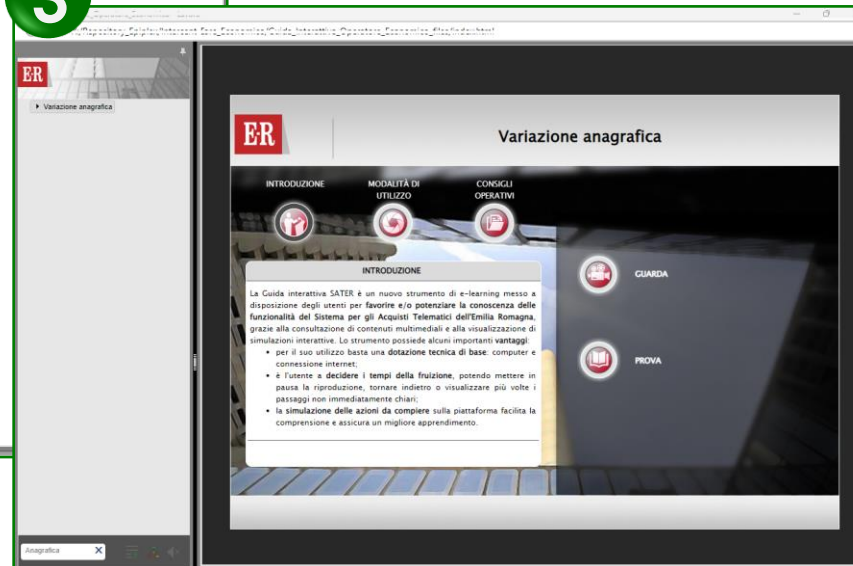 3
E-R
Variazione anagrafica
E-R
Variazione anagrafica
INTRODUZIONE
MODALITÀ DI
UTILIZZO
CONSIGLI
OPERATIVI
GUARDA
PROVA
INTRODUZIONE
La Guida interattiva SATER è un nuovo strumento di e-learning messo a
disposizione degli utenti per favorire e/o potenziare la conoscenza delle
funzionalità del Sistema per gli Acquisti Telematici dell'Emilia Romagna,
grazie alla consultazione di contenuti multimediali e alla visualizzazione di
simulazioni interattive. Lo strumento possiede alcuni importanti vantaggi:
• per il suo utilizzo basta una dotazione tecnica di base: computer e
connessione internet;
• è l'utente a decidere i tempi della fruizione, potendo mettere in
pausa la riproduzione, tornare indietro o visualizzare più volte i
passaggi non immediatamente chiari;
• la simulazione delle azioni da compiere sulla piattaforma facilita la
comprensione e assicura un migliore apprendimento.
Anagrafica X